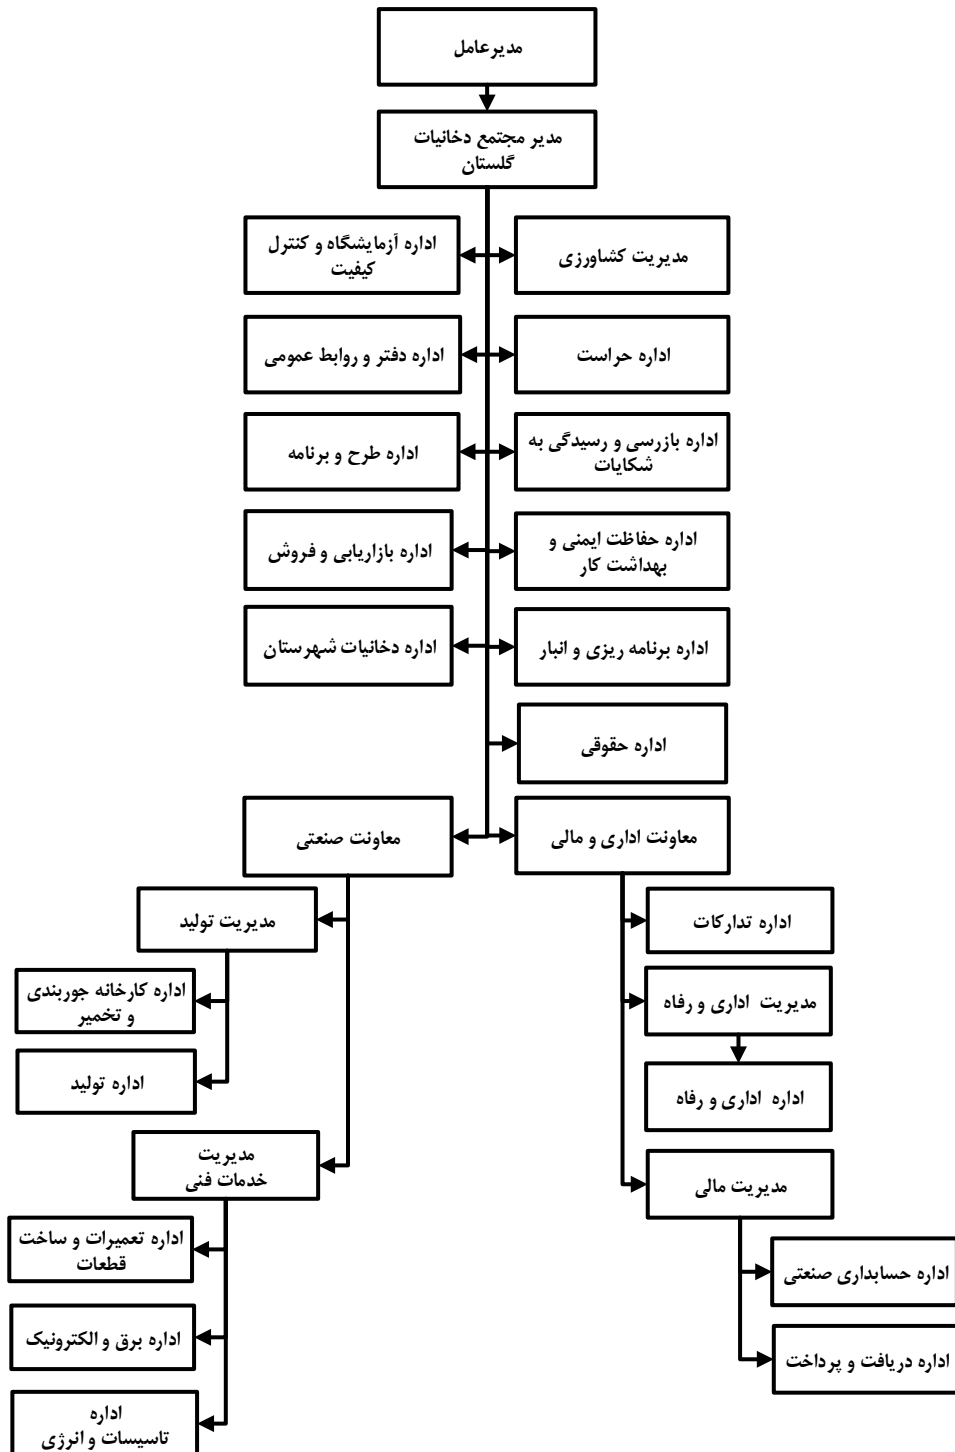 مدیرعامل
مدیر مجتمع دخانیات
گلستان
مدیریت کشاورزی
اداره آزمایشگاه و کنترل
کیفیت
اداره حراست
اداره دفتر و روابط عمومی
اداره بازرسی و رسیدگی به
شکایات
اداره طرح و برنامه
اداره حفاظت ایمنی و
بهداشت کار
اداره بازاریابی و فروش
اداره برنامه ریزی و انبار
اداره دخانیات شهرستان
اداره حقوقی
معاونت اداری و مالی
معاونت صنعتی
اداره تدارکات
مدیریت اداری و رفاه
اداره اداری و رفاه
مدیریت مالی
اداره حسابداری صنعتی
اداره دریافت و پرداخت
مدیریت تولید
اداره کارخانه جوربندی
و تخمیر
اداره تولید
مدیریت
خدمات فنی
اداره تعمیرات و ساخت
قطعات
اداره برق و الکترونیک
اداره
تاسیسات و انرژی